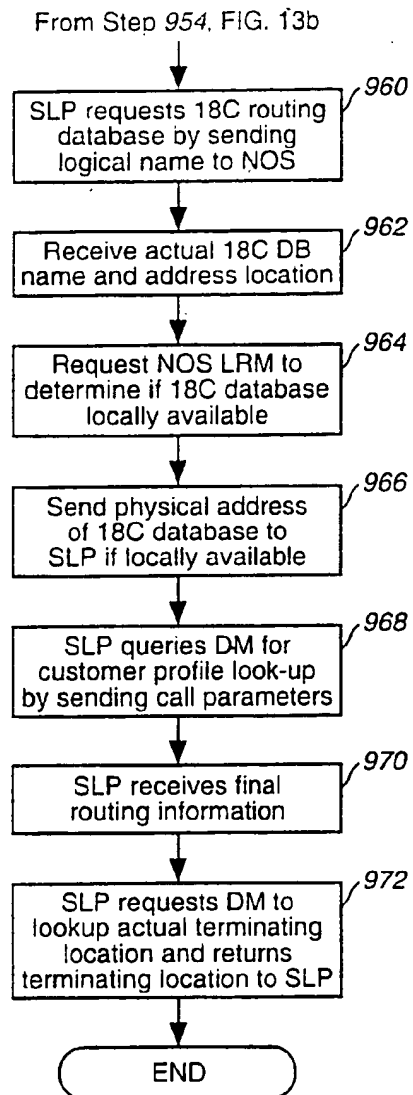 From Step 954, FIG. 13b
960
SLP requests 18C routing
database by sending
logical name to NOS
962
Receive actual 18C DB
name and address location
964
Request NOS LRM to
determine if 18C database
locally available
966
Send physical address
of 18C database to
SLP if locally available
968
SLP queries DM for
customer profile look-up
by sending call parameters
970
SLP receives final
routing information
972
SLP requests DM to
lookup actual terminating
location and returns
terminating location to SLP
END